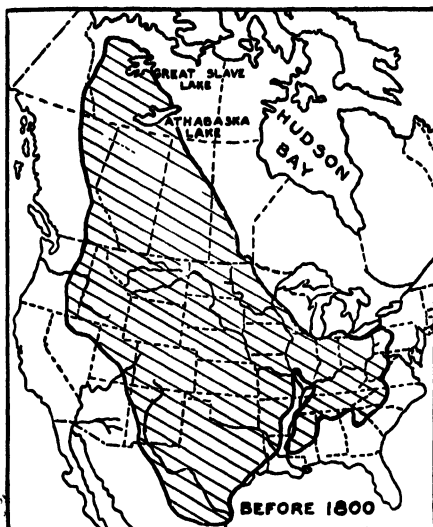 GREAT SLAVE
LAKE
ATHABASKA
LAKE
HUDSON
BAY
BEFORE 1800